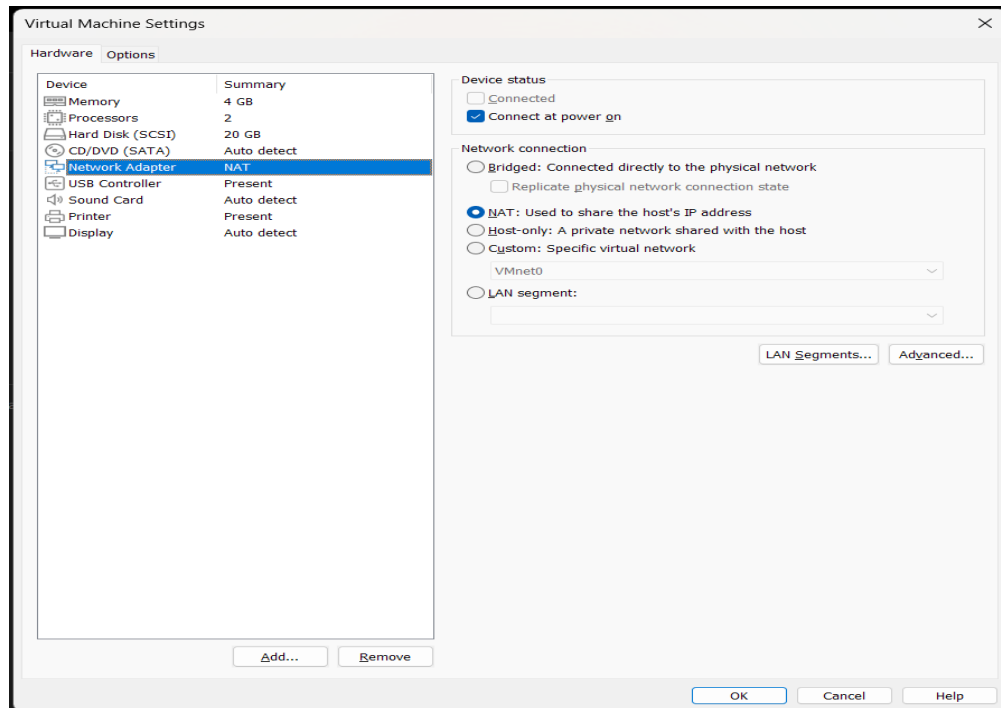 Virtual Machine Settings
Hardware Options
Device Summary
Memory 4 GB
Processors 2
Hard Disk (SCSI) 20 GB
CD/DVD (SATA) Auto detect
Network Adapter NAT
USB Controller Present
Sound Card Auto detect
Printer Present
Display Auto detect
Add... Remove
Device status
Connected
Connect at power on
Network connection
Bridged: Connected directly to the physical network
Replicate physical network connection state
NAT: Used to share the host's IP address
Host-only: A private network shared with the host
Custom: Specific virtual network
VMnet0
LAN segment:
LAN Segments... Advanced...
OK Cancel Help